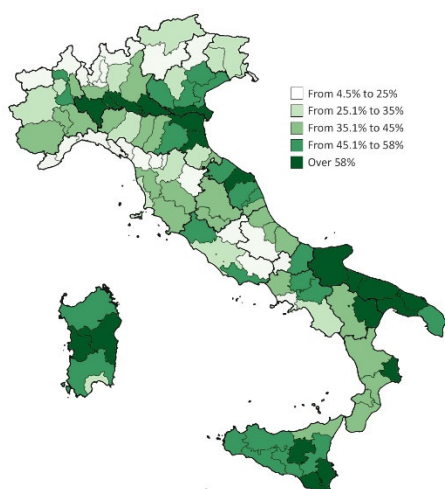 From 4.5% to 25%
From 25.1% to 35%
From 35.1% to 45%
From 45.1% to 58%
Over 58%